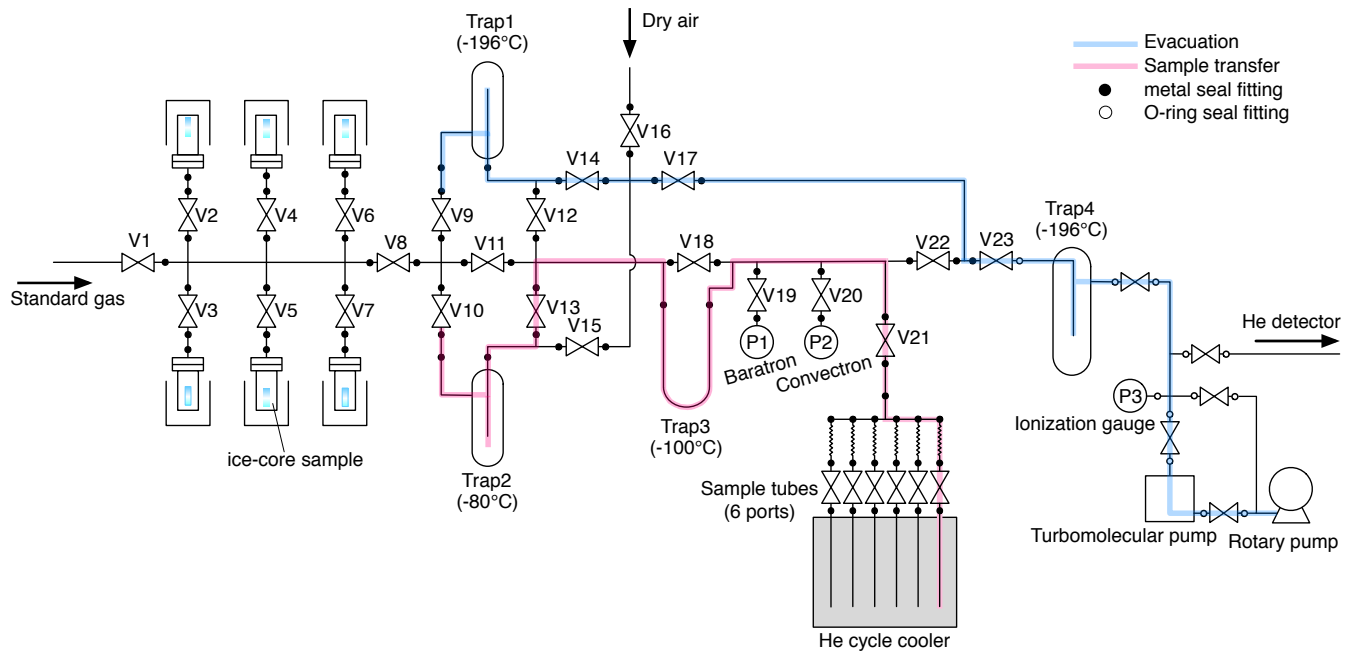 Trap1
(-196°C)
Dry air
Evacuation
Sample transfer
metal seal fitting
O-ring seal fitting
V16
V14
V17
V2
V4
V6
V9
V12
Trap4
(-196°C)
V1
V8
V11
V18
V22
V23
Standard gas
V3
V5
V7
V10
V13
V15
V19
V20
V21
He detector
P1
P2
Baratron
Convectron
P3
Ionization gauge
Trap3
(-100°C)
ice-core sample
Trap2
(-80°C)
Sample tubes
(6 ports)
Turbomolecular pump
Rotary pump
He cycle cooler